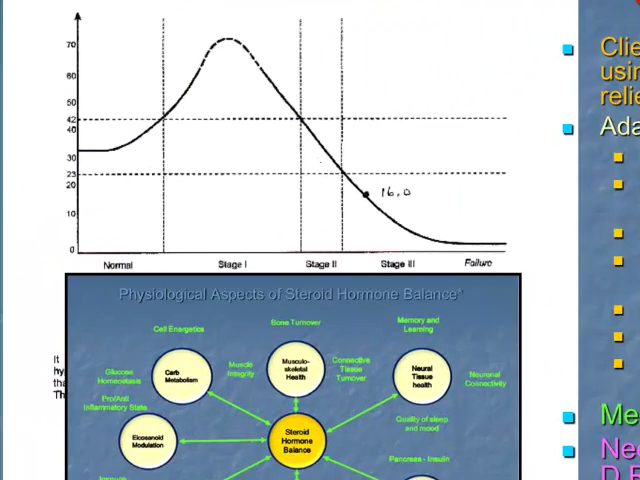 70
60
50
42
40
30
23
20
10
0
16.0
Normal
Stage I
Stage II
Stage III
Failure
Physiological Aspects of Steroid Hormone Balance*
Cell Energetics
Bone Turnover
Memory and
Learning
Glucose
Homeostasis
Carb
Metabolism
Muscle
Integrity
Musculo-
skeletal
Health
Connective
Tissue
Turnover
Neural
Tissue
health
Neuronal
Connectivity
Pro/Anti
Inflammatory State
Eicosanoid
Modulation
Steroid
Hormone
Balance
Quality of sleep
and mood
Pancreas - Insulin
It
hy
tha
Th
Clie
usin
relie
Ada
Me
Nee